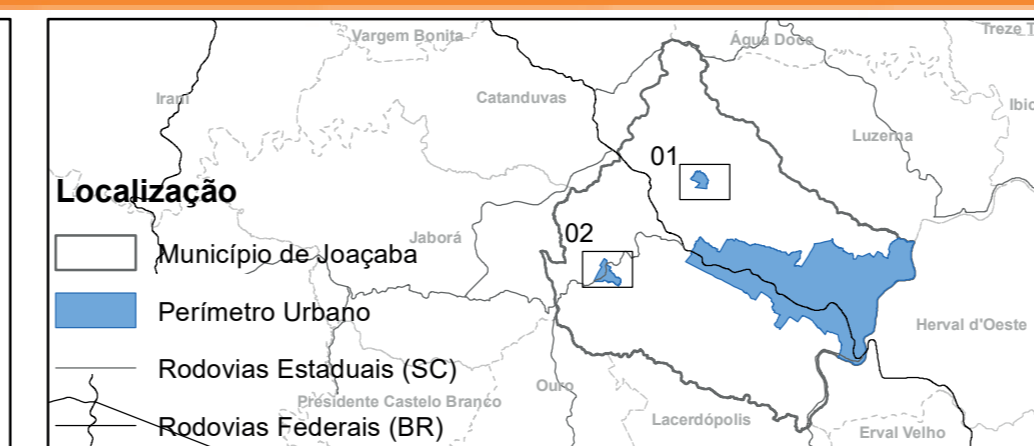 Vargem Bonita
Água Doce
Treze T
Irani
Catanduvas
Ibic
Luzerna
01
Localização
02
Jaborá
Município de Joaçaba
Perímetro Urbano
Herval d'Oeste
Rodovias Estaduais (SC)
Ouro
Presidente Castelo Branco
Lacerdópolis
Rodovias Federais (BR)
Erval Velho